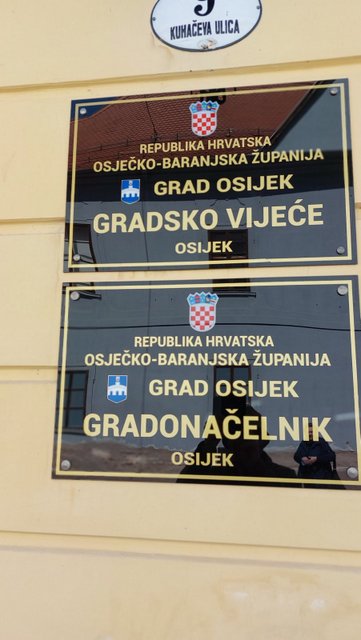 9
KUHAČEVA ULICA
REPUBLIKA HRVATSKA
OSJEČKO-BARANJSKA ŽUPANIJA
GRAD OSIJEK
GRADSKO VIJEĆE
OSIJEK
REPUBLIKA HRVATSKA
OSJEČKO-BARANJSKA ŽUPANIJA
GRAD OSIJEK
GRADONAČELNIK
OSIJEK